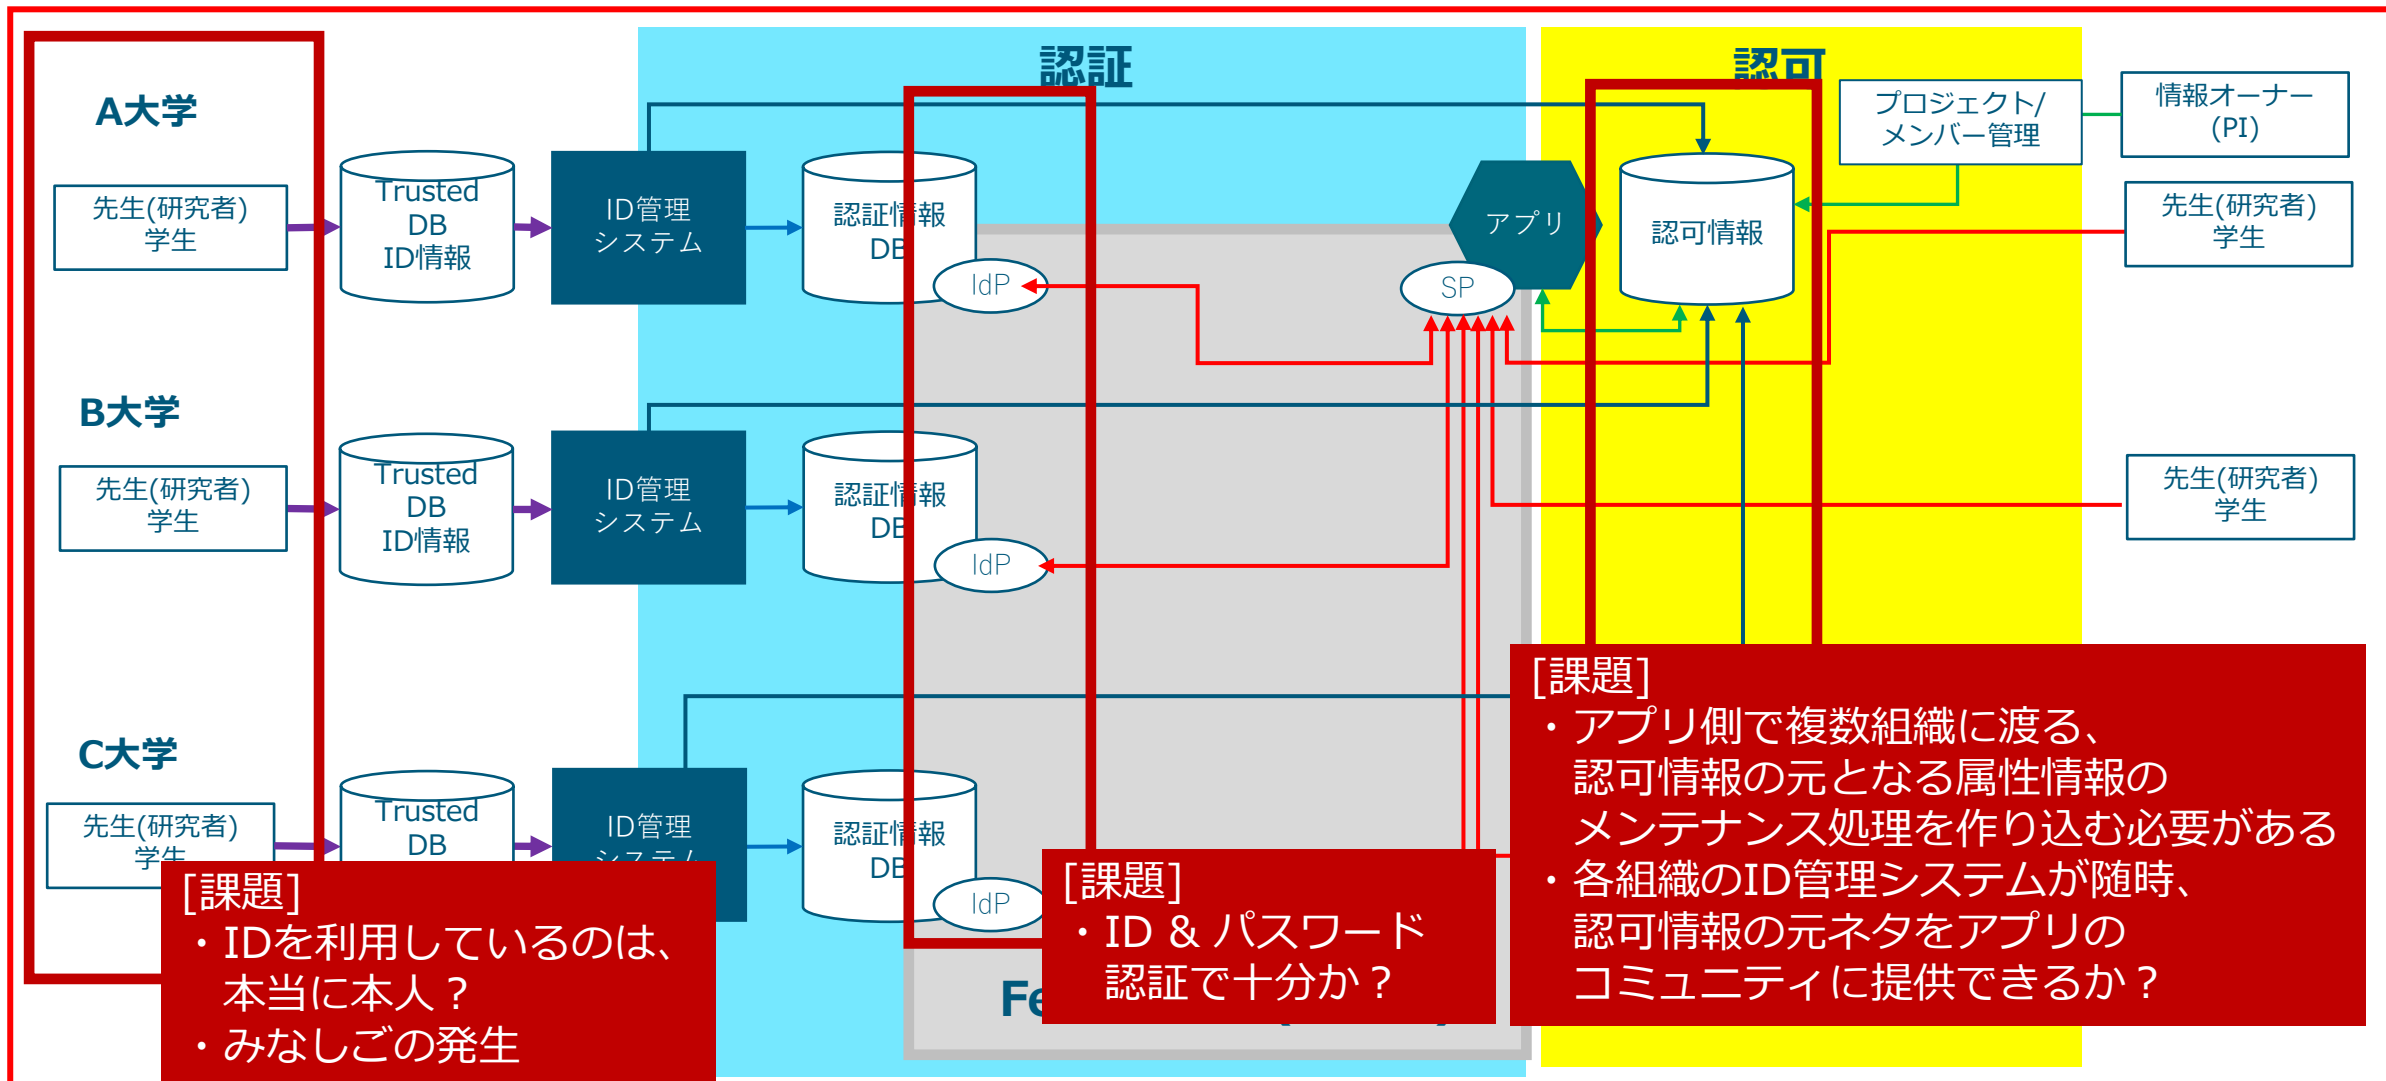 認証
認可
A大学
先生(研究者)
学生
Trusted
DB
ID情報
ID管理
システム
認証情報
DB
IdP
アプリ
SP
認可情報
プロジェクト/
メンバー管理
情報オーナー
(PI)
先生(研究者)
学生
B大学
先生(研究者)
学生
Trusted
DB
ID情報
ID管理
システム
認証情報
DB
IdP
先生(研究者)
学生
C大学
先生(研究者)
学生
Trusted
DB
ID管理
システム
認証情報
DB
IdP
[課題]
・IDを利用しているのは、
本当に本人？
・みなしごの発生
[課題]
・ID & パスワード
認証で十分か？
[課題]
・アプリ側で複数組織に渡る、
認可情報の元となる属性情報の
メンテナンス処理を作り込む必要がある
・各組織のID管理システムが随時、
認可情報の元ネタをアプリの
コミュニティに提供できるか？